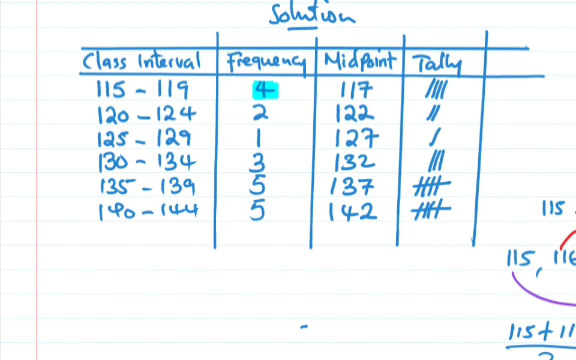 Solution
Class Interval Frequency Midpoint Tally
115 - 119 4 117 ////
120 - 124 2 122 //
125 - 129 1 127 /
130 - 134 3 132 ///
135 - 139 5 137 ~~////~~
140 - 144 5 142 ~~////~~
115
115, 116
115 + 11
2